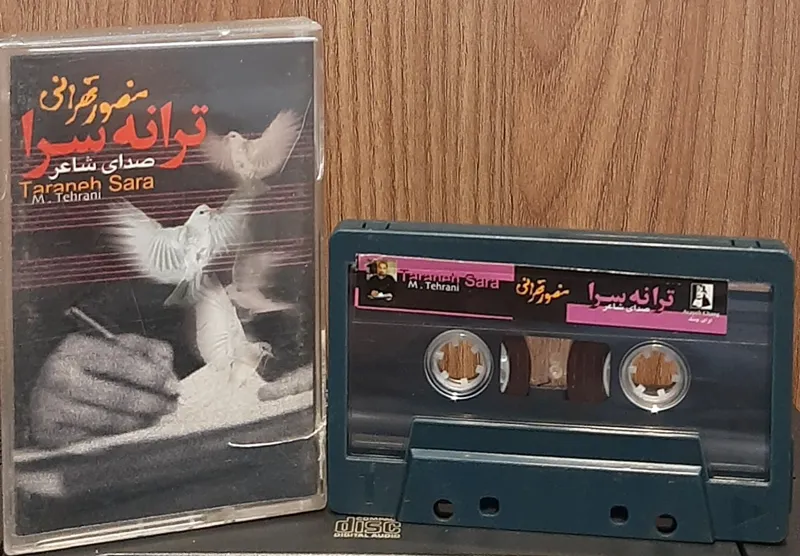 منصور تهرانی
ترانه سرا
صدای شاعر
Taraneh Sara
M . Tehrani
Taraneh Sara
M . Tehrani
منصور تهرانی
ترانه سرا
صدای شاعر
COMPACT
disc
DIGITAL AUDIO